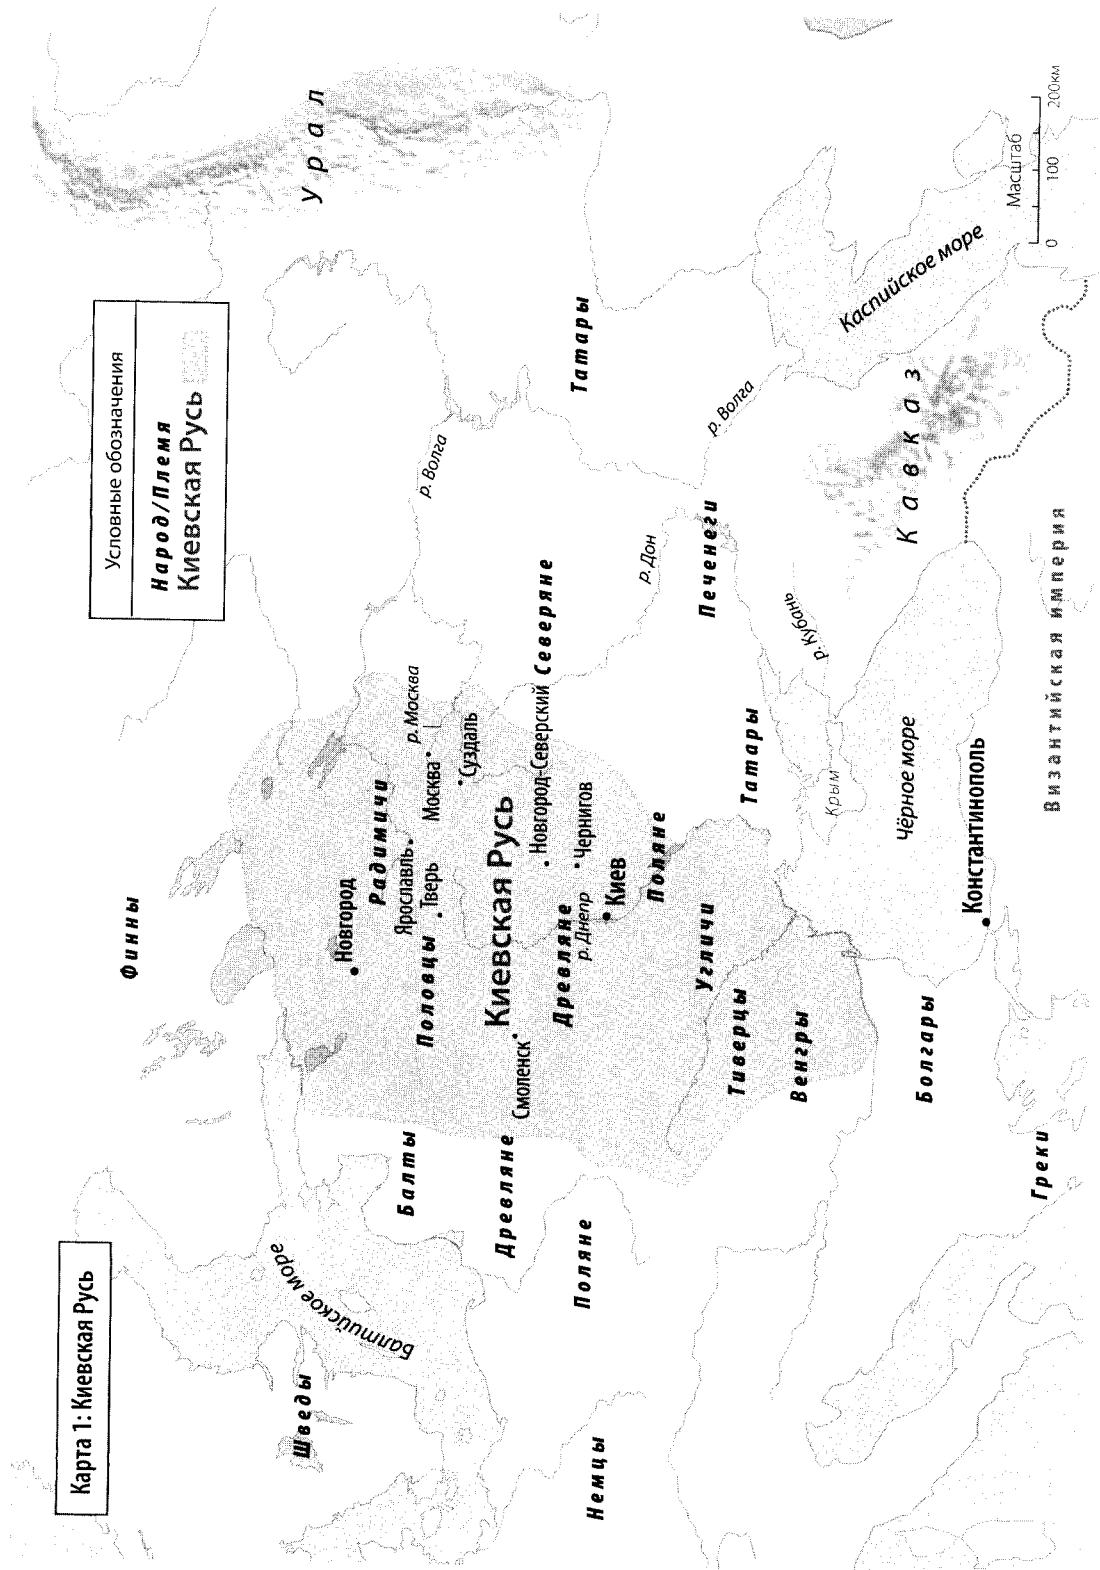 Карта 1: Киевская Русь
Условные обозначения
Народ/Племя
Киевская Русь
Финны
Шведы
Балтийское море
Урал
Новгород
Радимичи
Ярославль
Тверь
Половцы
Москва
р. Москва
Суздаль
р. Волга
Балты
Киевская Русь
Смоленск
Древляне
Древляне
р. Днепр
Новгород-Северский
Северяне
Чернигов
Киев
Поляне
Поляне
Немцы
Татары
р. Дон
Печенеги
р. Волга
Угличи
Тиверцы
Венгры
Татары
р. Кубань
Крым
Чёрное море
Кавказ
Каспийское море
Болгары
Константинополь
Греки
Византийская империя
Масштаб
0 100 200км